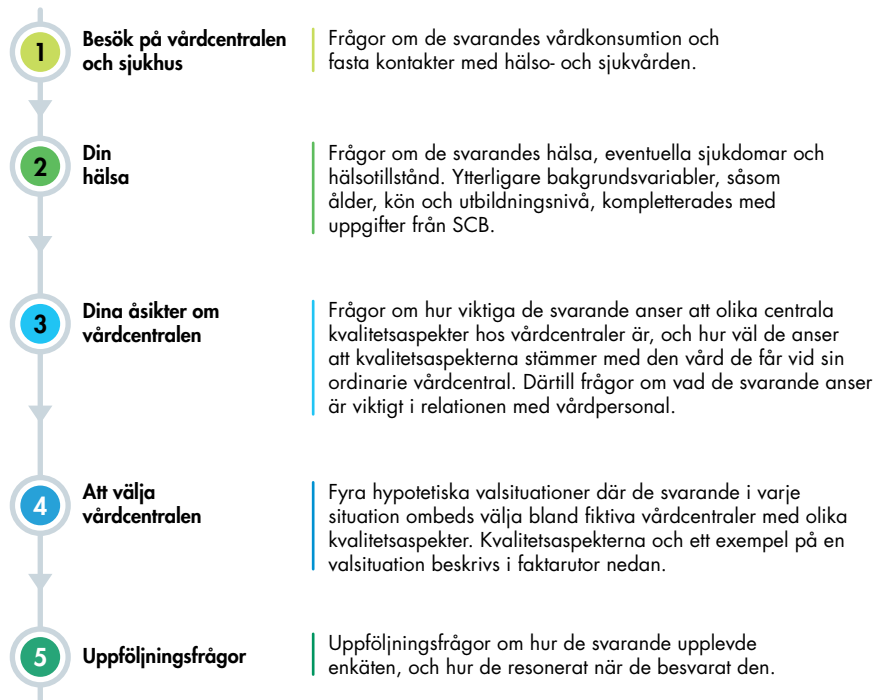 1
Besök på vårdcentralen
och sjukhus
Frågor om de svarandes vårdkonsumtion och
fasta kontakter med hälso- och sjukvården.
2
Din
hälsa
Frågor om de svarandes hälsa, eventuella sjukdomar och
hälsotillstånd. Ytterligare bakgrundsvariabler, såsom
ålder, kön och utbildningsnivå, kompletterades med
uppgifter från SCB.
3
Dina åsikter om
vårdcentralen
Frågor om hur viktiga de svarande anser att olika centrala
kvalitetsaspekter hos vårdcentraler är, och hur väl de anser
att kvalitetsaspekterna stämmer med den vård de får vid sin
ordinarie vårdcentral. Därtill frågor om vad de svarande anser
är viktigt i relationen med vårdpersonal.
4
Att välja
vårdcentralen
Fyra hypotetiska valsituationer där de svarande i varje
situation ombeds välja bland fiktiva vårdcentraler med olika
kvalitetsaspekter. Kvalitetsaspekterna och ett exempel på en
valsituation beskrivs i faktarutor nedan.
5
Uppföljningsfrågor
Uppföljningsfrågor om hur de svarande upplevde
enkäten, och hur de resonerat när de besvarat den.